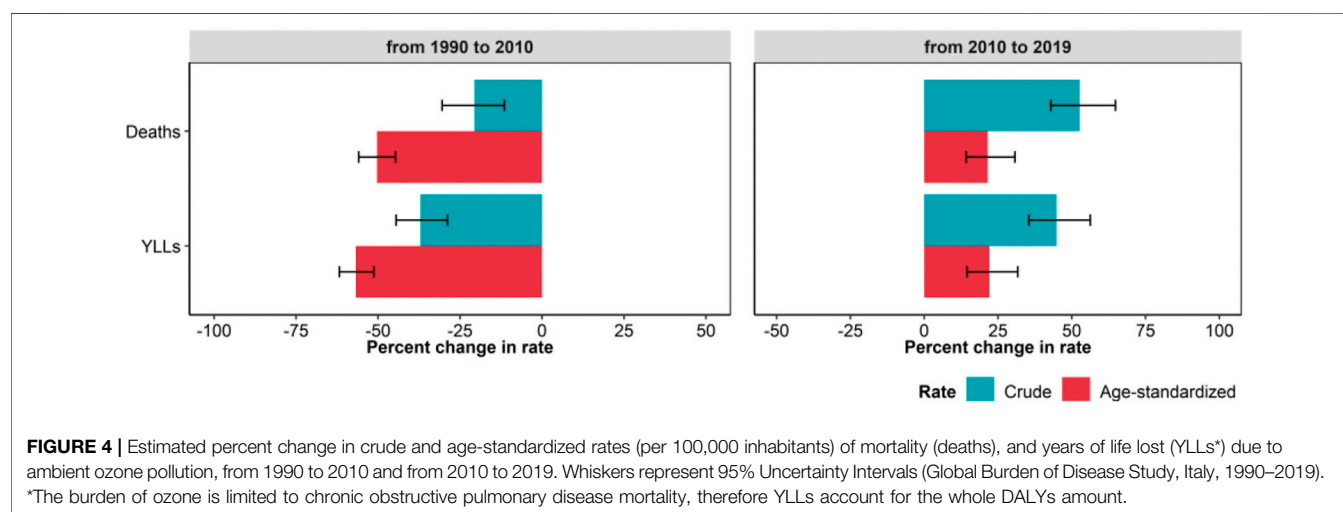 from 1990 to 2010
from 2010 to 2019
Deaths
YLLs
-100 -75 -50 -25 0 25 50
-50 -25 0 25 50 75 100
Percent change in rate
Percent change in rate
Rate Crude Age-standardized
FIGURE 4 | Estimated percent change in crude and age-standardized rates (per 100,000 inhabitants) of mortality (deaths), and years of life lost (YLLs*) due to
ambient ozone pollution, from 1990 to 2010 and from 2010 to 2019. Whiskers represent 95% Uncertainty Intervals (Global Burden of Disease Study, Italy, 1990–2019).
*The burden of ozone is limited to chronic obstructive pulmonary disease mortality, therefore YLLs account for the whole DALYs amount.